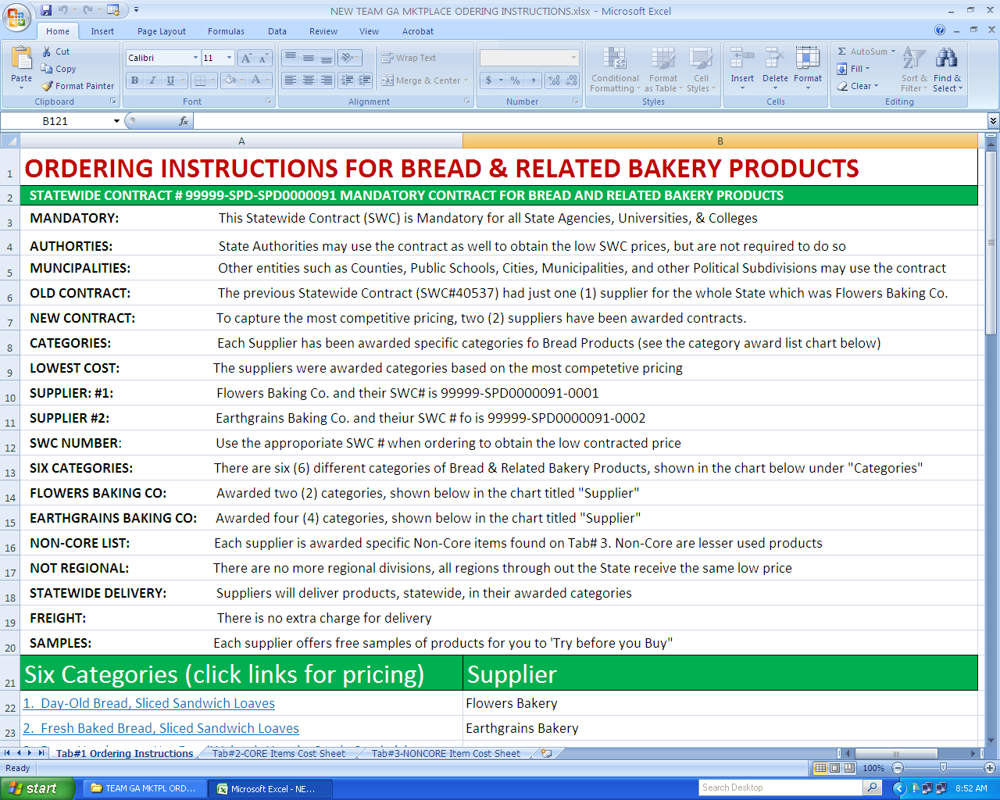 NEW TEAM GA MKTPLACE ODERING INSTRUCTIONS.xlsx - Microsoft Excel
Home Insert Page Layout Formulas Data Review View Acrobat
Paste Cut Copy Format Painter Clipboard
Calibri 11 A A B I U A Font
Wrap Text Merge & Center Alignment
$ % , .0 .00 .00 .0 Number
Conditional Formatting Format as Table Cell Styles Styles
Insert Delete Format Cells
Σ AutoSum Fill Clear Sort & Filter Find & Select Editing
B121 fx
A B
1 ORDERING INSTRUCTIONS FOR BREAD & RELATED BAKERY PRODUCTS
2 STATEWIDE CONTRACT # 99999-SPD-SPD0000091 MANDATORY CONTRACT FOR BREAD AND RELATED BAKERY PRODUCTS
3 MANDATORY: This Statewide Contract (SWC) is Mandatory for all State Agencies, Universities, & Colleges
4 AUTHORTIES: State Authorities may use the contract as well to obtain the low SWC prices, but are not required to do so
5 MUNCIPALITIES: Other entities such as Counties, Public Schools, Cities, Municipalities, and other Political Subdivisions may use the contract
6 OLD CONTRACT: The previous Statewide Contract (SWC#40537) had just one (1) supplier for the whole State which was Flowers Baking Co.
7 NEW CONTRACT: To capture the most competitive pricing, two (2) suppliers have been awarded contracts.
8 CATEGORIES: Each Supplier has been awarded specific categories fo Bread Products (see the category award list chart below)
9 LOWEST COST: The suppliers were awarded categories based on the most competetive pricing
10 SUPPLIER: #1: Flowers Baking Co. and their SWC# is 99999-SPD0000091-0001
11 SUPPLIER #2: Earthgrains Baking Co. and theiur SWC # fo is 99999-SPD0000091-0002
12 SWC NUMBER: Use the approporiate SWC # when ordering to obtain the low contracted price
13 SIX CATEGORIES: There are six (6) different categories of Bread & Related Bakery Products, shown in the chart below under "Categories"
14 FLOWERS BAKING CO: Awarded two (2) categories, shown below in the chart titled "Supplier"
15 EARTHGRAINS BAKING CO: Awarded four (4) categories, shown below in the chart titled "Supplier"
16 NON-CORE LIST: Each supplier is awarded specific Non-Core items found on Tab# 3. Non-Core are lesser used products
17 NOT REGIONAL: There are no more regional divisions, all regions through out the State receive the same low price
18 STATEWIDE DELIVERY: Suppliers will deliver products, statewide, in their awarded categories
19 FREIGHT: There is no extra charge for delivery
20 SAMPLES: Each supplier offers free samples of products for you to 'Try before you Buy"
21 Six Categories (click links for pricing) Supplier
22 1. Day-Old Bread, Sliced Sandwich Loaves Flowers Bakery
23 2. Fresh Baked Bread, Sliced Sandwich Loaves Earthgrains Bakery
Tab#1 Ordering Instructions Tab#2-CORE Items Cost Sheet Tab#3-NONCORE Item Cost Sheet
Ready 100%
start TEAM GA MKTPL ORD... Microsoft Excel - NE... Search Desktop 8:52 AM